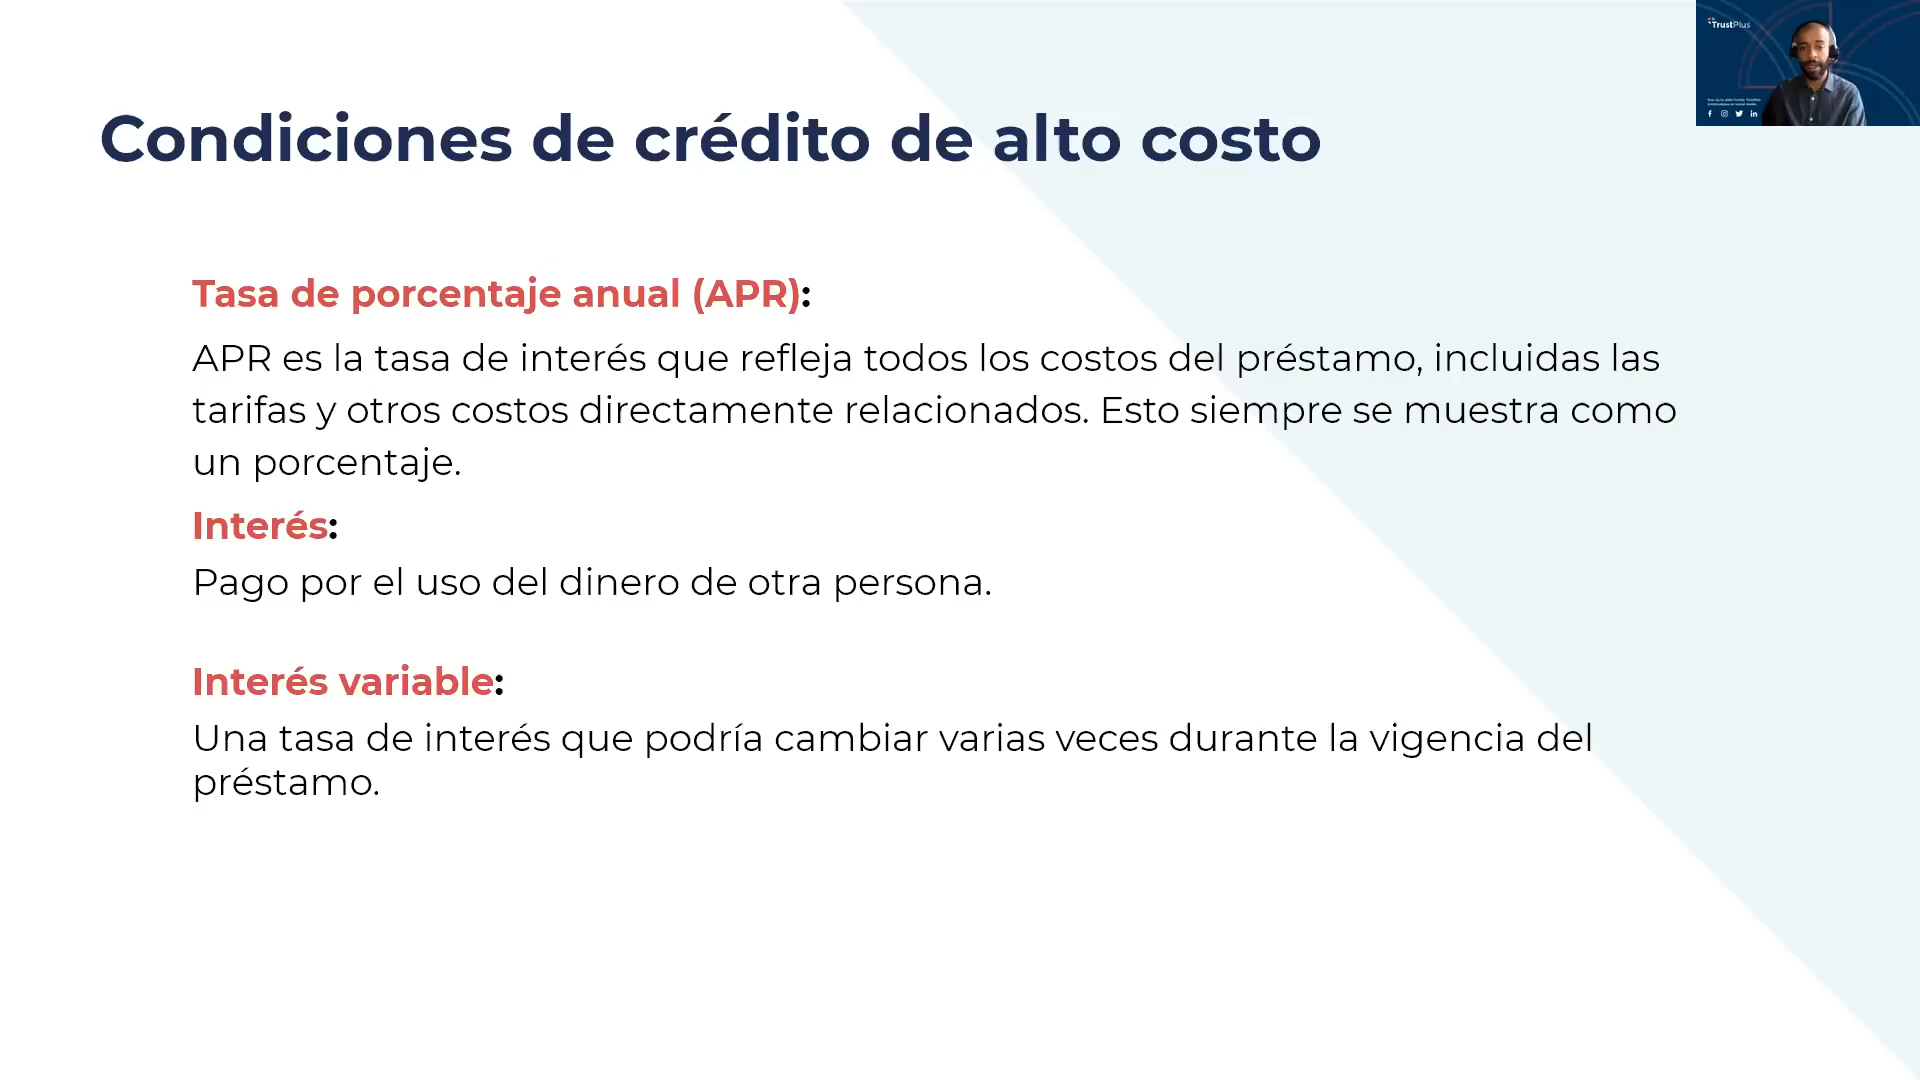 TrustPlus
Condiciones de crédito de alto costo
Tasa de porcentaje anual (APR):
APR es la tasa de interés que refleja todos los costos del préstamo, incluidas las
tarifas y otros costos directamente relacionados. Esto siempre se muestra como
un porcentaje.
Interés:
Pago por el uso del dinero de otra persona.
Interés variable:
Una tasa de interés que podría cambiar varias veces durante la vigencia del
préstamo.